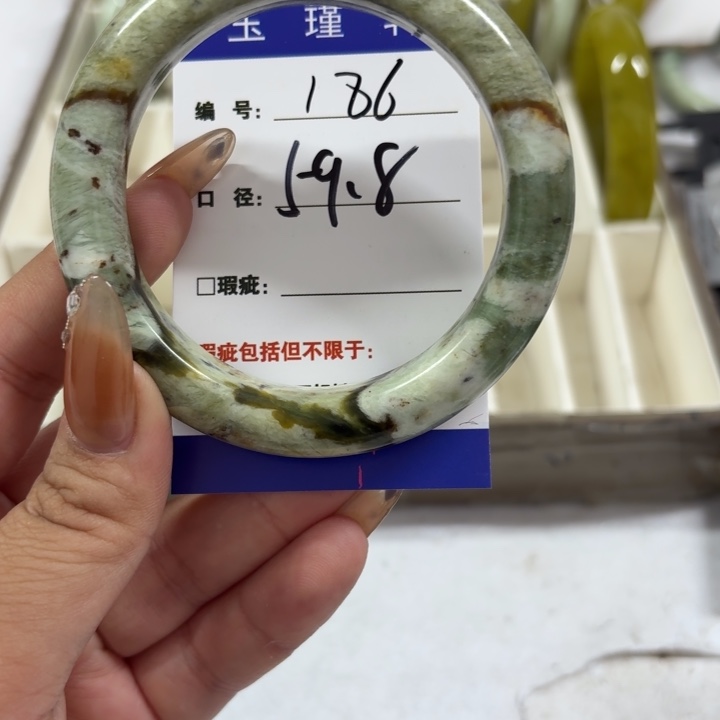 玉 瑾
编 号: 186
口 径: 59.8
□瑕疵:
瑕疵包括但不限于: